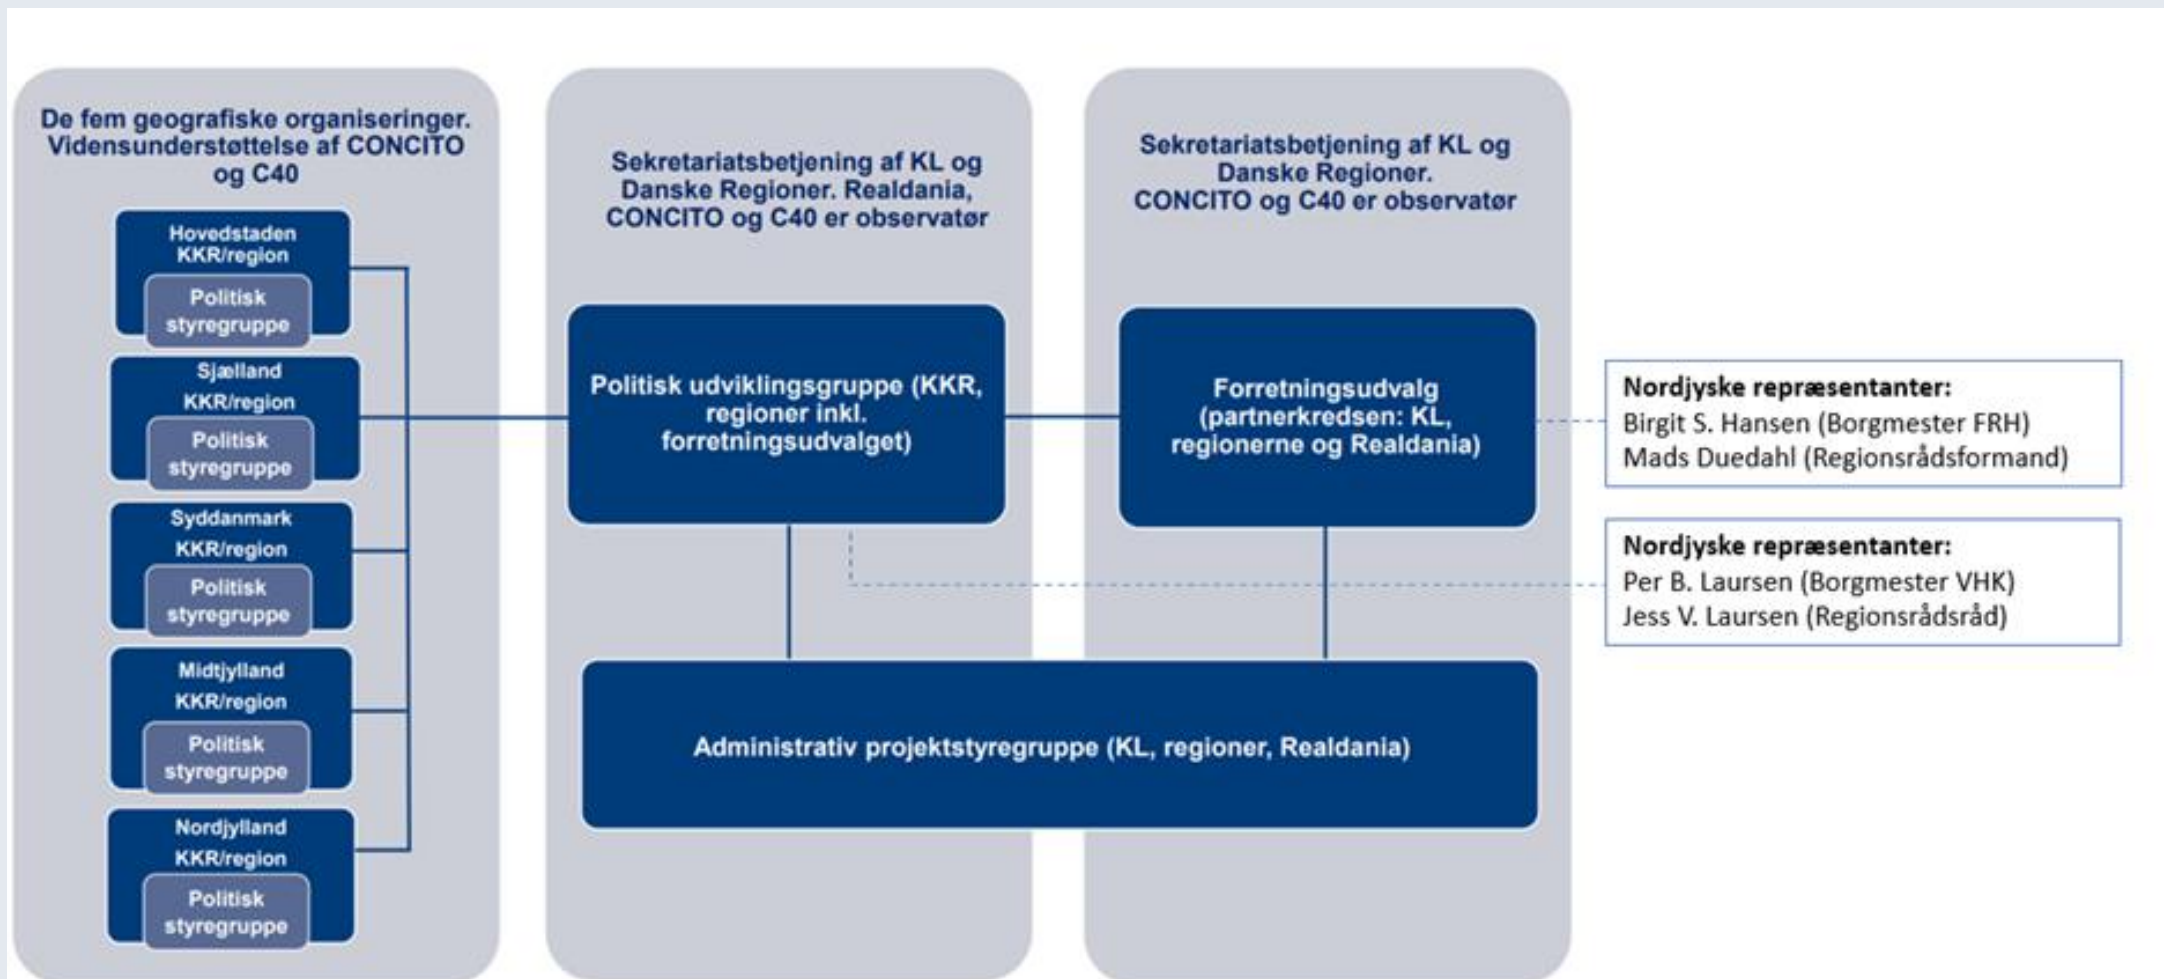 De fem geografiske organiseringer.
Vidensunderstøttelse af CONCITO
og C40
Hovedstaden
KKR/region
Politisk
styregruppe
Sjælland
KKR/region
Politisk
styregruppe
Syddanmark
KKR/region
Politisk
styregruppe
Midtjylland
KKR/region
Politisk
styregruppe
Nordjylland
KKR/region
Politisk
styregruppe
Sekretariatsbetjening af KL og
Danske Regioner. Realdania,
CONCITO og C40 er observatør
Politisk udviklingsgruppe (KKR,
regioner inkl.
forretningsudvalget)
Sekretariatsbetjening af KL og
Danske Regioner.
CONCITO og C40 er observatør
Forretningsudvalg
(partnerkredsen: KL,
regionerne og Realdania)
Administrativ projektstyregruppe (KL, regioner, Realdania)
Nordjyske repræsentanter:
Birgit S. Hansen (Borgmester FRH)
Mads Duedahl (Regionsrådsformand)
Nordjyske repræsentanter:
Per B. Laursen (Borgmester VHK)
Jess V. Laursen (Regionsrådsråd)